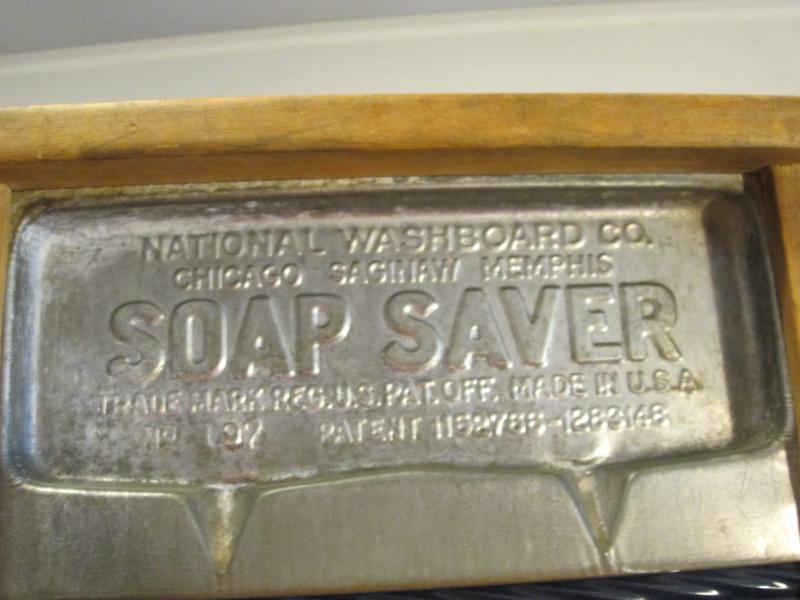 NATIONAL WASHBOARD CO.
CHICAGO SAGINAW MEMPHIS
SOAP SAVER
TRADE MARK REG. U.S. PAT. OFF. MADE IN U.S.A
NO 197 PATENT 1152788-1283148